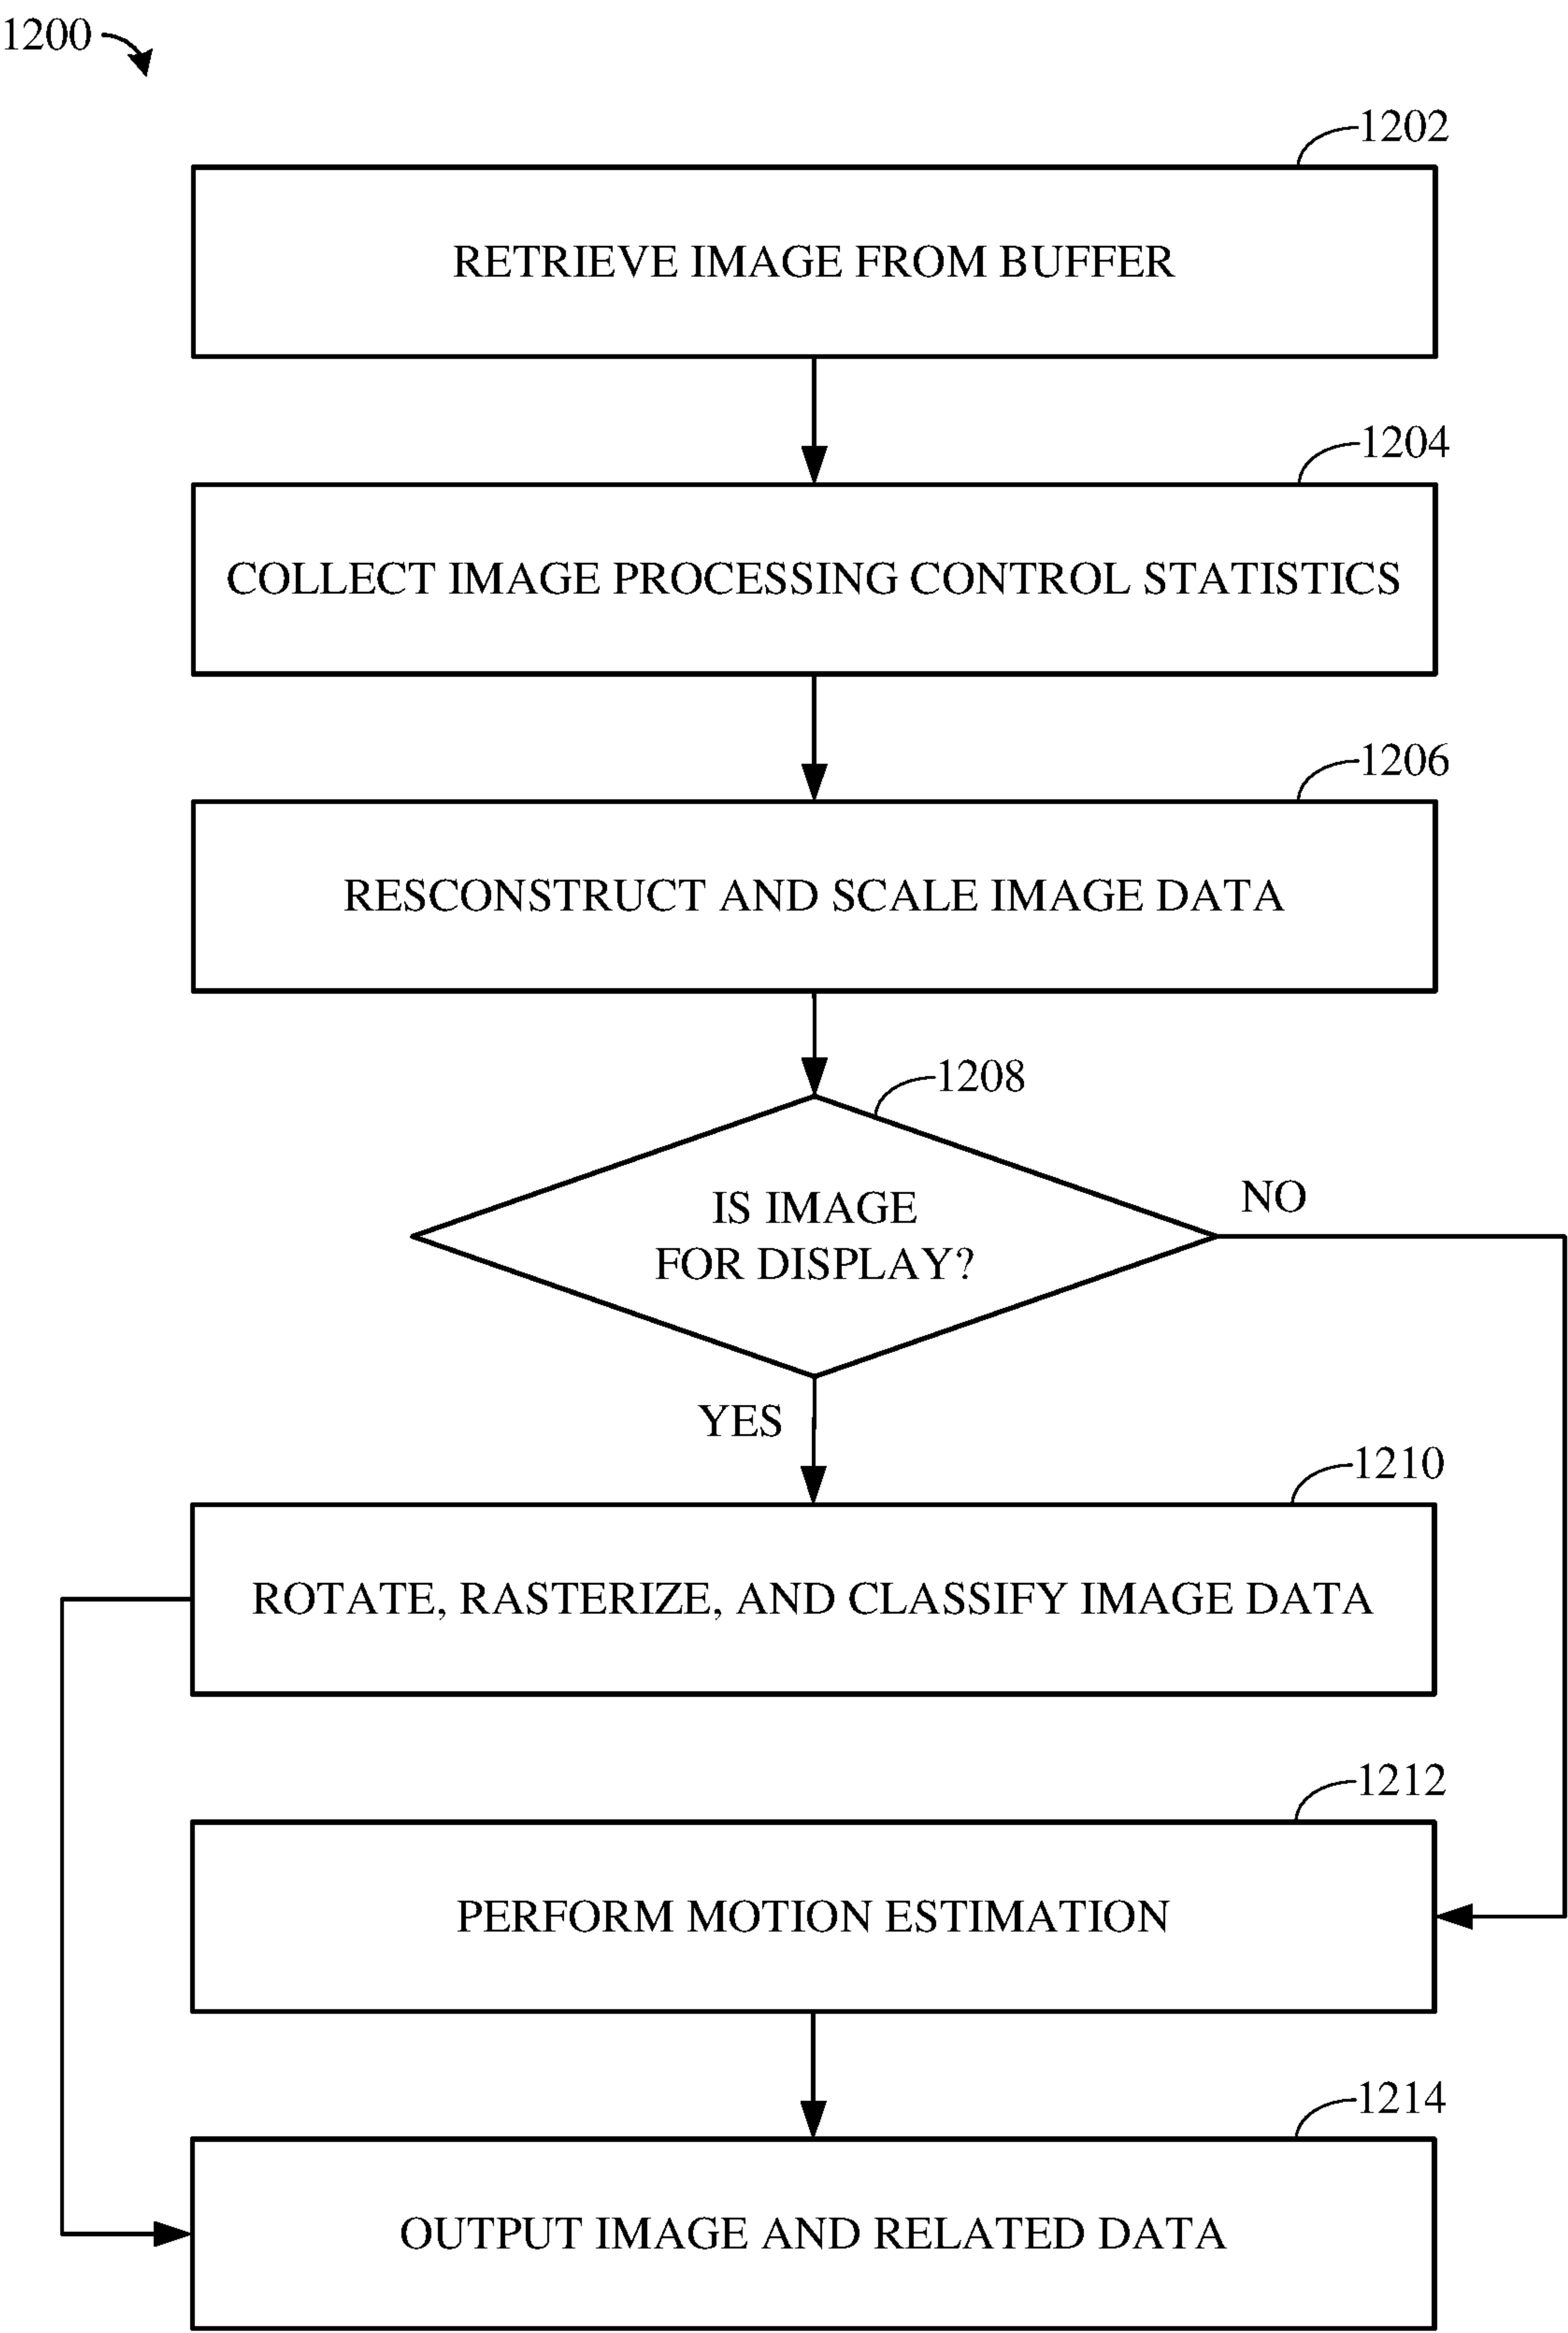 1200
1202
RETRIEVE IMAGE FROM BUFFER
1204
COLLECT IMAGE PROCESSING CONTROL STATISTICS
1206
RESCONSTRUCT AND SCALE IMAGE DATA
1208
IS IMAGE
FOR DISPLAY?
NO
YES
1210
ROTATE, RASTERIZE, AND CLASSIFY IMAGE DATA
1212
PERFORM MOTION ESTIMATION
1214
OUTPUT IMAGE AND RELATED DATA